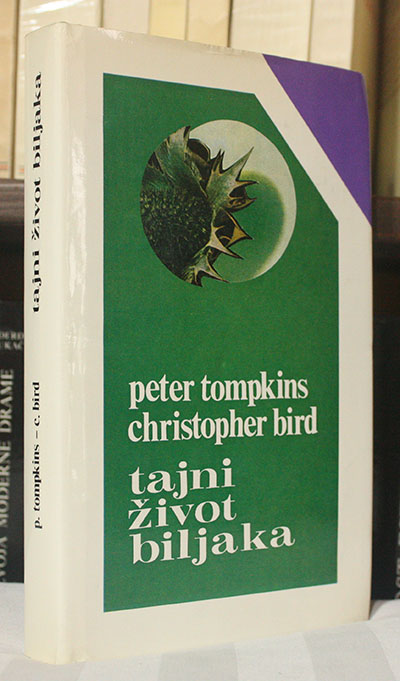 peter tompkins
christopher bird
tajni
život
biljaka
p. tompkins – c. bird
tajni život biljaka
MODERNE DRAME